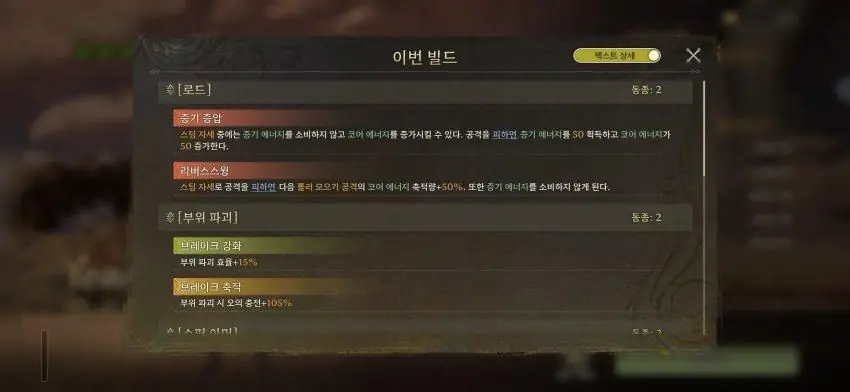 이번 빌드
텍스트 상세
[로드]
동종: 2
증기 증압
스팀 자세 중에는 증기 에너지를 소비하지 않고 코어 에너지를 증가시킬 수 있다. 공격을 피하면 증기 에너지를 50 획득하고 코어 에너지가
50 증가한다.
리버스스윙
스팀 자세로 공격을 피하면 다음 롤러 모으기 공격의 코어 에너지 축적량+50%. 또한 증기 에너지를 소비하지 않게 된다.
[부위 파괴]
동종: 2
브레이크 강화
부위 파괴 효율+15%
브레이크 축적
부위 파괴 시 오의 충전+105%
[슈퍼 아머]
동종: 2